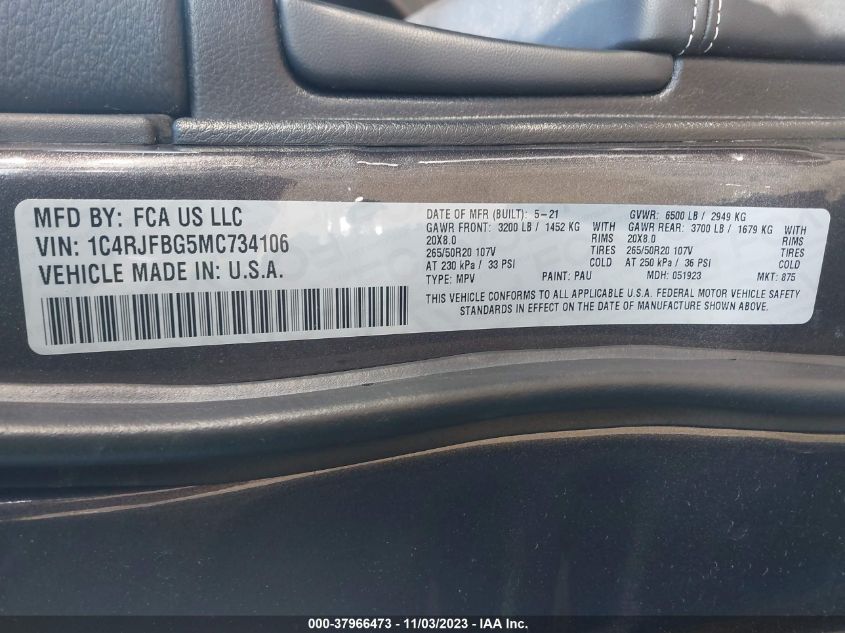 MFD BY: FCA US LLC
VIN: 1C4RJFBG5MC734106
VEHICLE MADE IN: U.S.A.
DATE OF MFR (BUILT): 5-21 GVWR: 6500 LB / 2949 KG
GAWR FRONT: 3200 LB / 1452 KG WITH GAWR REAR: 3700 LB / 1679 KG WITH
20X8.0 RIMS 20X8.0 RIMS
265/50R20 107V TIRES 265/50R20 107V TIRES
AT 230 kPa / 33 PSI COLD AT 250 kPa / 36 PSI COLD
TYPE: MPV PAINT: PAU MDH: 051923 MKT: 875
THIS VEHICLE CONFORMS TO ALL APPLICABLE U.S.A. FEDERAL MOTOR VEHICLE SAFETY
STANDARDS IN EFFECT ON THE DATE OF MANUFACTURE SHOWN ABOVE.
000-37966473 - 11/03/2023 - IAA Inc.